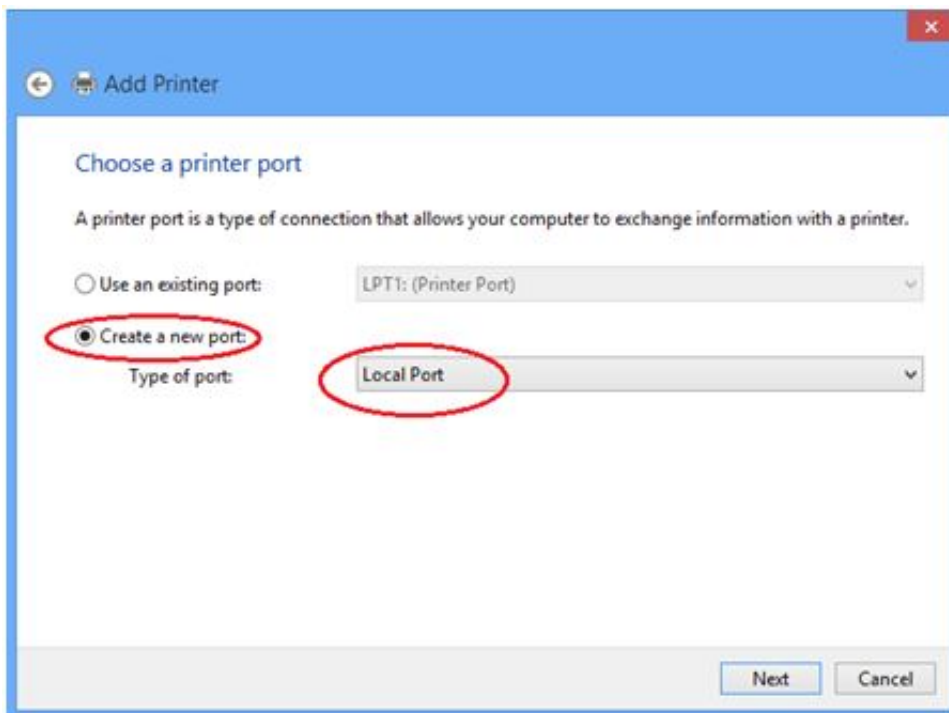 Add Printer
Choose a printer port
A printer port is a type of connection that allows your computer to exchange information with a printer.
Use an existing port: LPT1: (Printer Port)
Create a new port:
Type of port: Local Port
Next Cancel